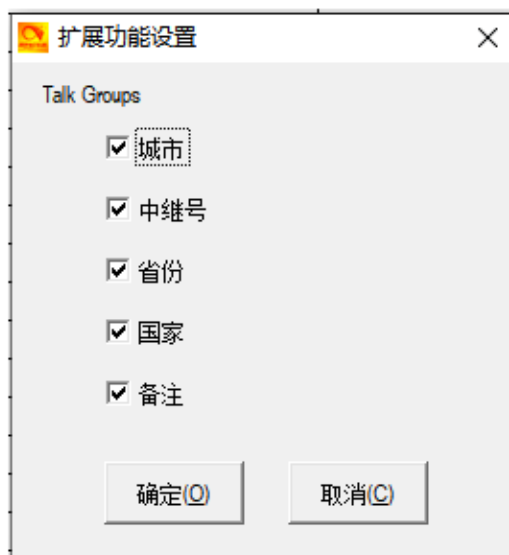 扩展功能设置
Talk Groups
城市
中继号
省份
国家
备注
确定(O) 取消(C)